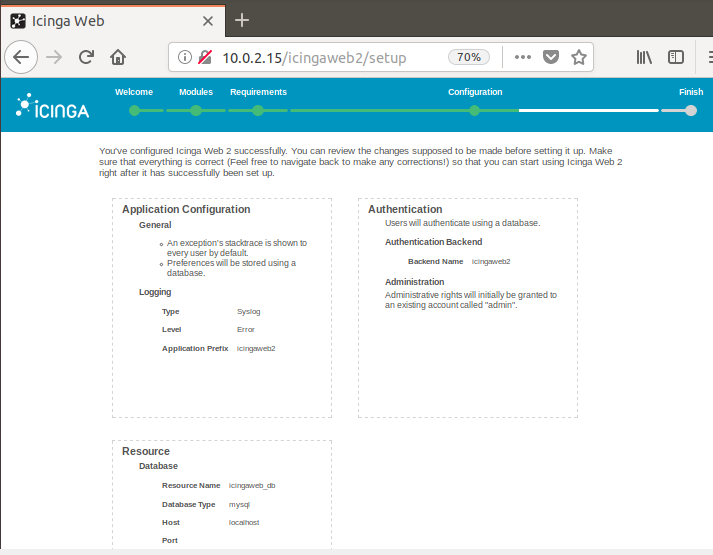 Icinga Web
10.0.2.15/icingaweb2/setup
70%
ICINGA
Welcome
Modules
Requirements
Configuration
Finish
You've configured Icinga Web 2 successfully. You can review the changes supposed to be made before setting it up. Make
sure that everything is correct (Feel free to navigate back to make any corrections!) so that you can start using Icinga Web 2
right after it has successfully been set up.
Application Configuration
General
An exception's stacktrace is shown to
every user by default.
Preferences will be stored using a
database.
Logging
Type Syslog
Level Error
Application Prefix icingaweb2
Authentication
Users will authenticate using a database.
Authentication Backend
Backend Name icingaweb2
Administration
Administrative rights will initially be granted to
an existing account called "admin".
Resource
Database
Resource Name icingaweb_db
Database Type mysql
Host localhost
Port